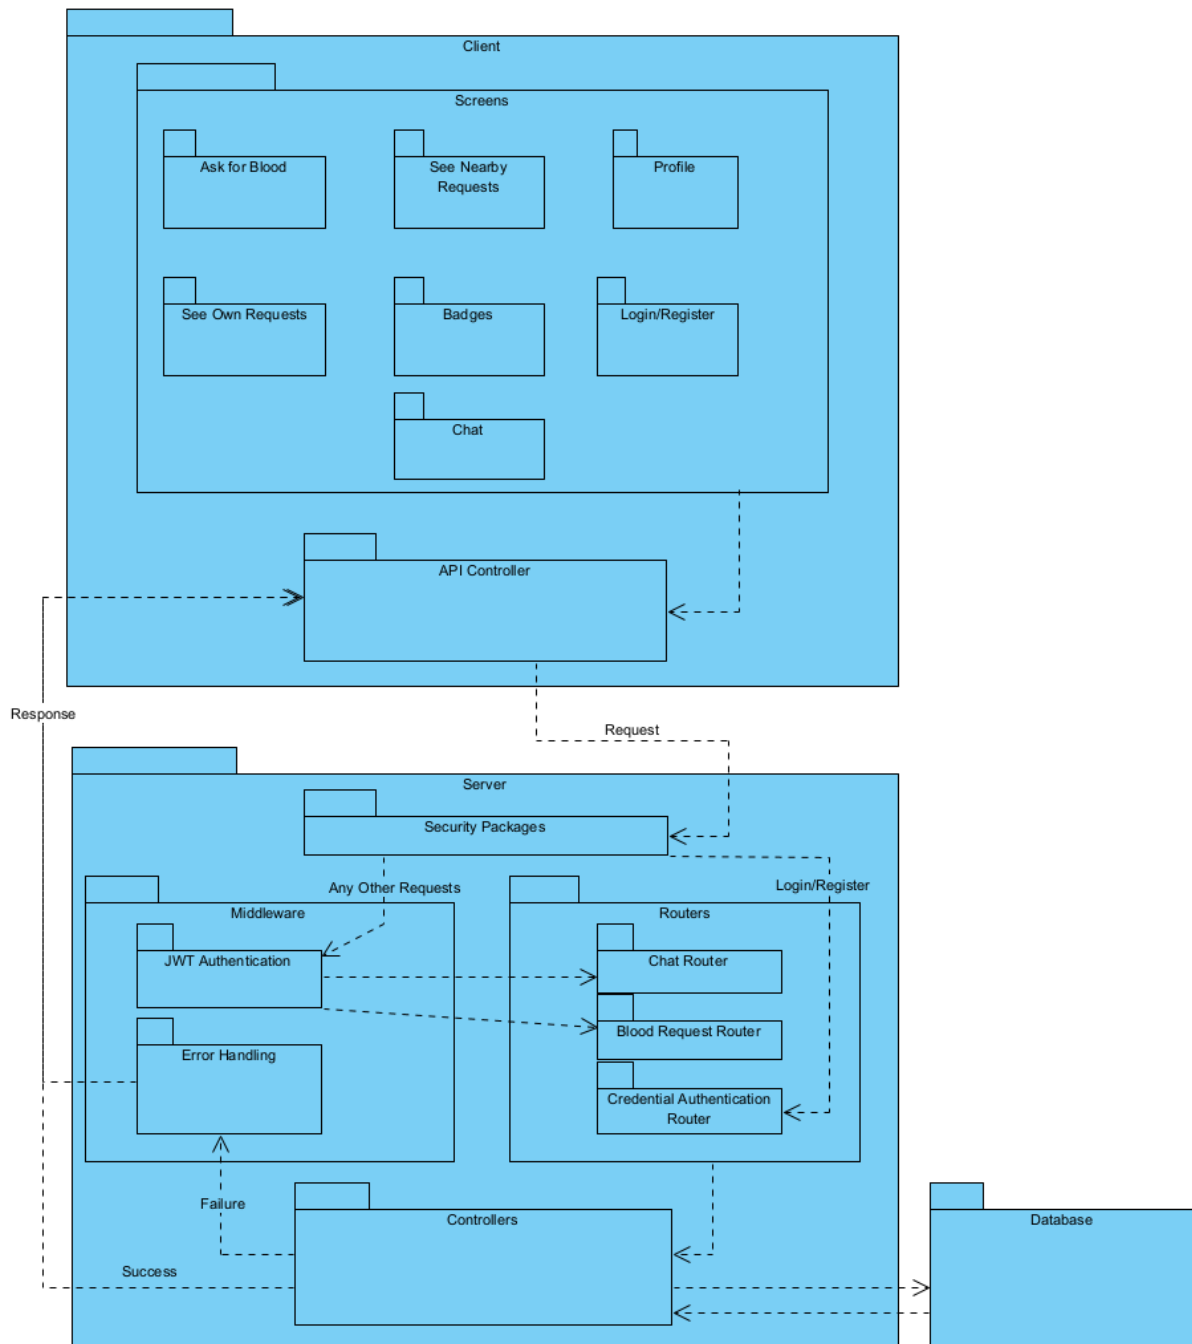 Client
Screens
Ask for Blood
See Nearby
Requests
Profile
See Own Requests
Badges
Login/Register
Chat
API Controller
Response
Request
Server
Security Packages
Any Other Requests
Login/Register
Middleware
Routers
JWT Authentication
Chat Router
Blood Request Router
Error Handling
Credential Authentication
Router
Failure
Controllers
Database
Success